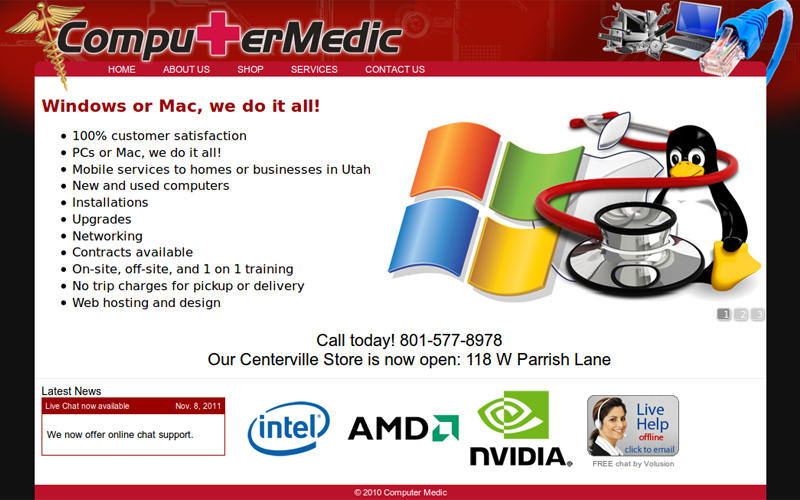 CompuTerMedic
HOME ABOUT US SHOP SERVICES CONTACT US
Windows or Mac, we do it all!
100% customer satisfaction
PCs or Mac, we do it all!
Mobile services to homes or businesses in Utah
New and used computers
Installations
Upgrades
Networking
Contracts available
On-site, off-site, and 1 on 1 training
No trip charges for pickup or delivery
Web hosting and design
1 2 3
Call today! 801-577-8978
Our Centerville Store is now open: 118 W Parrish Lane
Latest News
Live Chat now available Nov. 8, 2011
We now offer online chat support.
intel
AMD
NVIDIA.
Live
Help
offline
click to email
FREE chat by Volusion
© 2010 Computer Medic